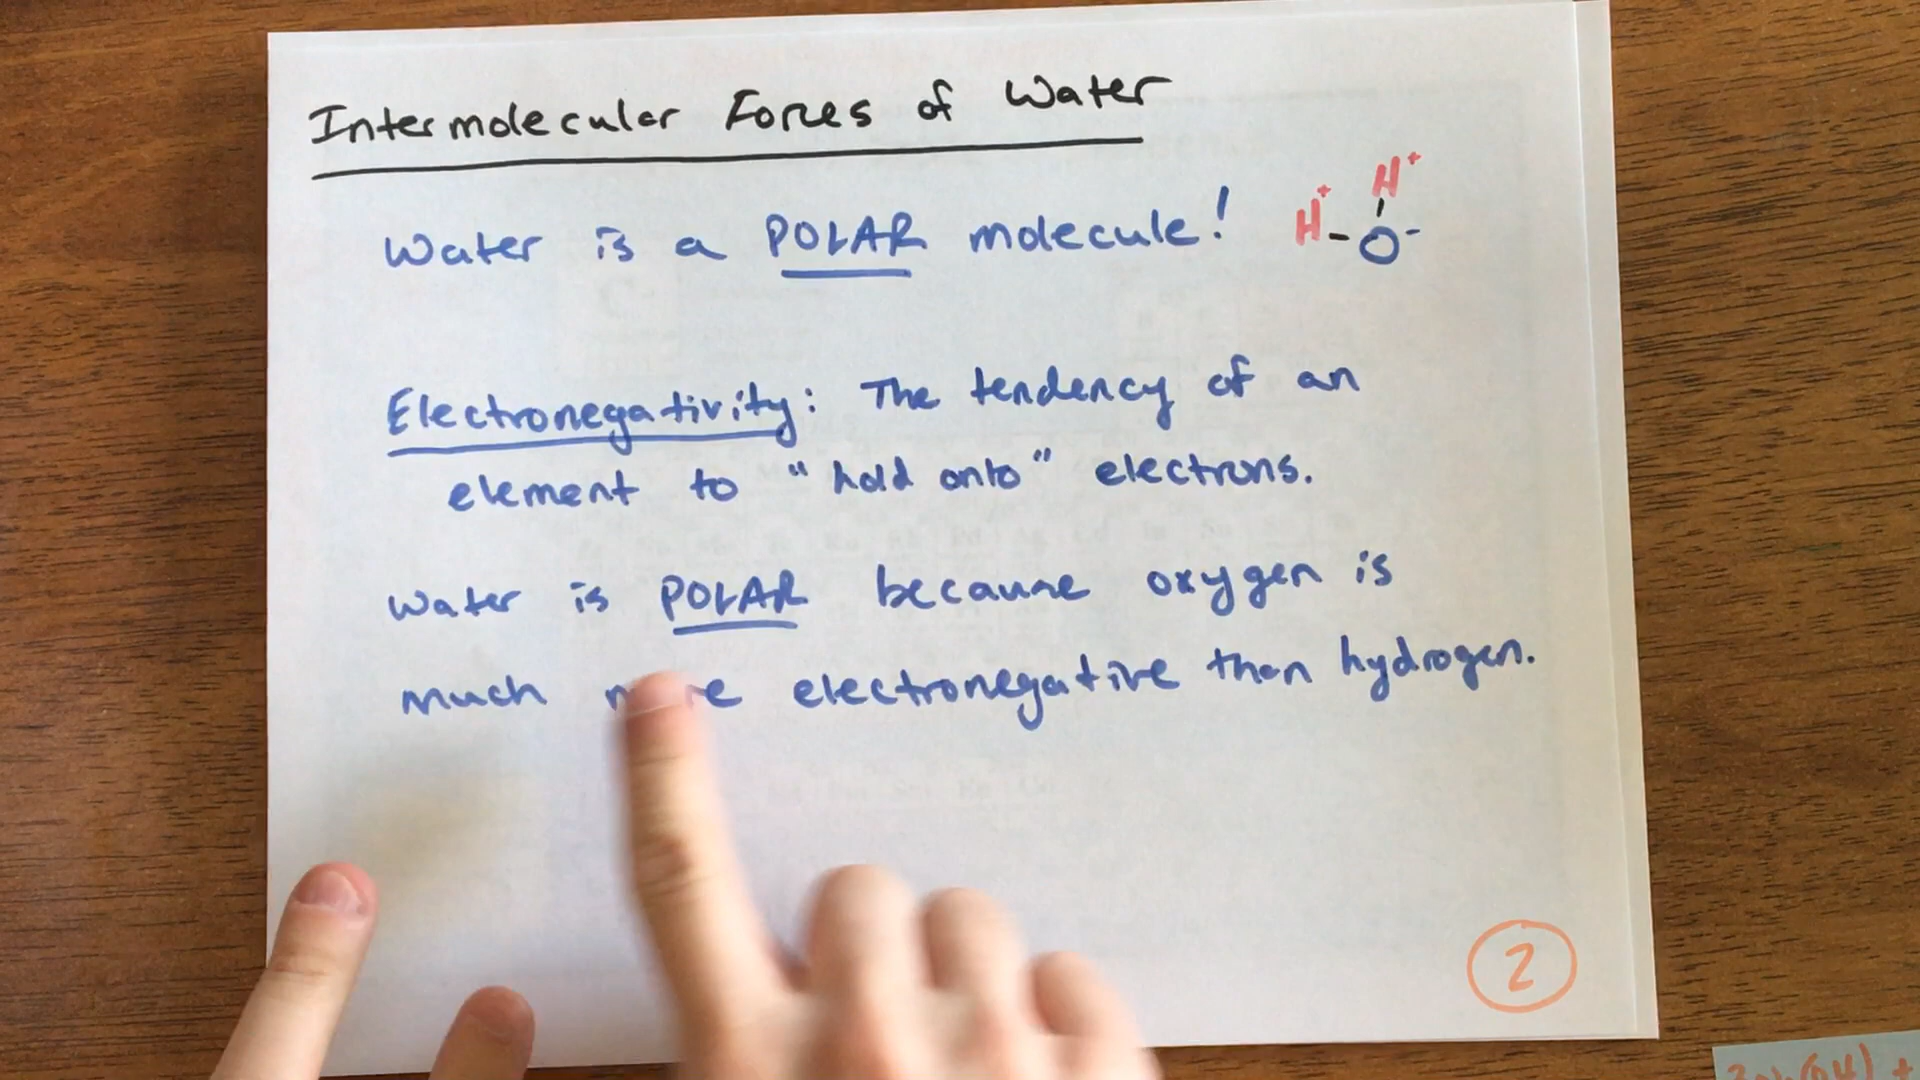 Intermolecular Forces of Water
Water is a POLAR molecule!
H+
H+ - O-
Electronegativity: The tendency of an
element to "hold onto" electrons.
Water is POLAR because oxygen is
much more electronegative than hydrogen.
2